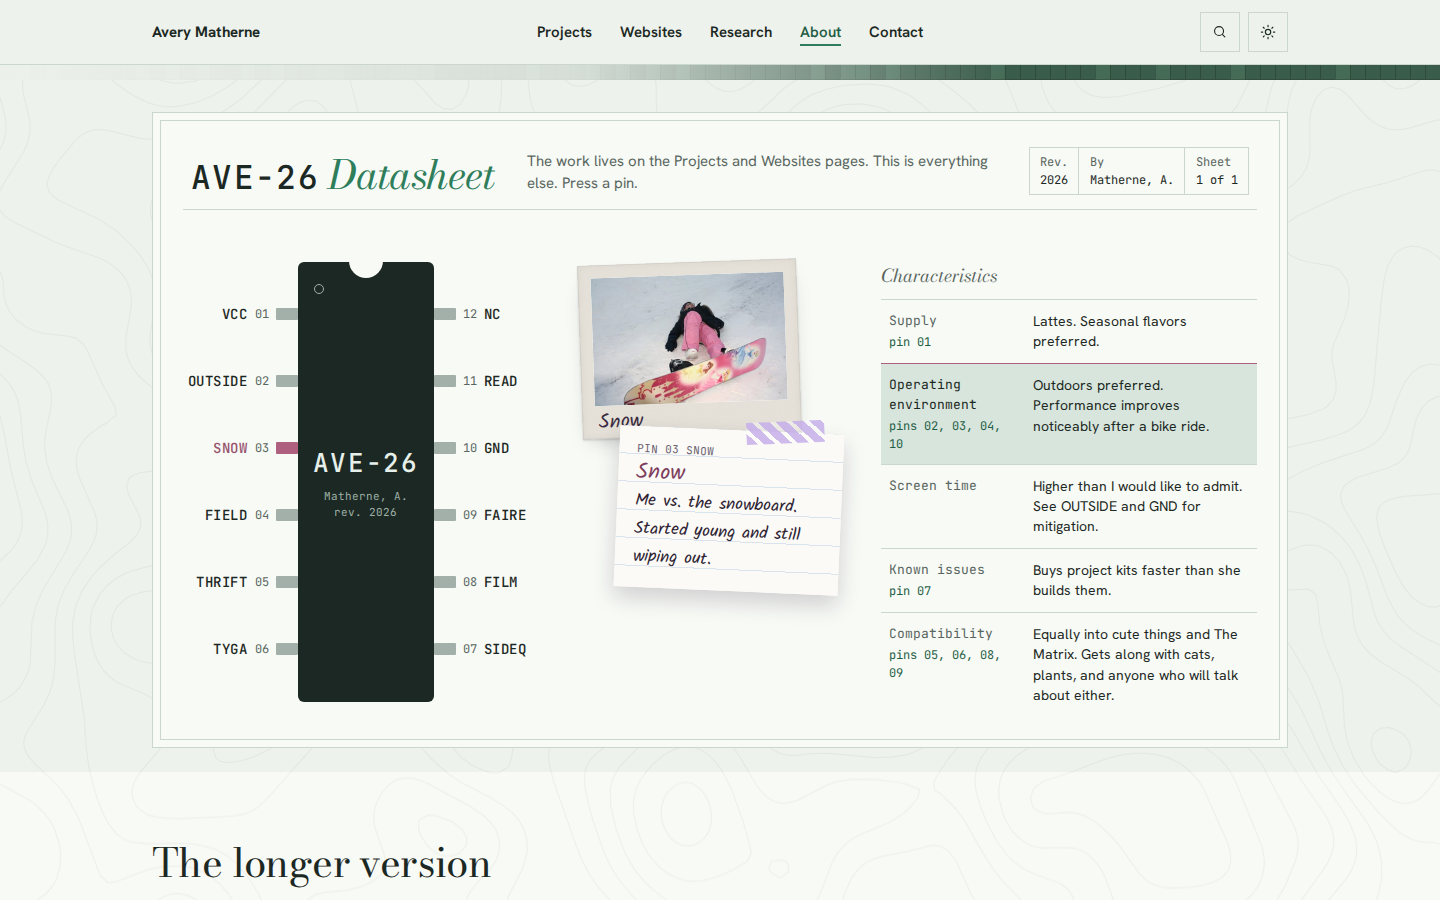 Avery Matherne
Projects
Websites
Research
About
Contact
AVE-26 Datasheet
The work lives on the Projects and Websites pages. This is everything
else. Press a pin.
Rev.
2026
By
Matherne, A.
Sheet
1 of 1
VCC 01
OUTSIDE 02
SNOW 03
FIELD 04
THRIFT 05
TYGA 06
AVE-26
Matherne, A.
rev. 2026
12 NC
11 READ
10 GND
09 FAIRE
08 FILM
07 SIDEQ
Snow
PIN 03 SNOW
Snow
Me vs. the snowboard.
Started young and still
wiping out.
Characteristics
Supply
pin 01
Lattes. Seasonal flavors
preferred.
Operating
environment
pins 02, 03, 04,
10
Outdoors preferred.
Performance improves
noticeably after a bike ride.
Screen time
Higher than I would like to admit.
See OUTSIDE and GND for
mitigation.
Known issues
pin 07
Buys project kits faster than she
builds them.
Compatibility
pins 05, 06, 08,
09
Equally into cute things and The
Matrix. Gets along with cats,
plants, and anyone who will talk
about either.
The longer version